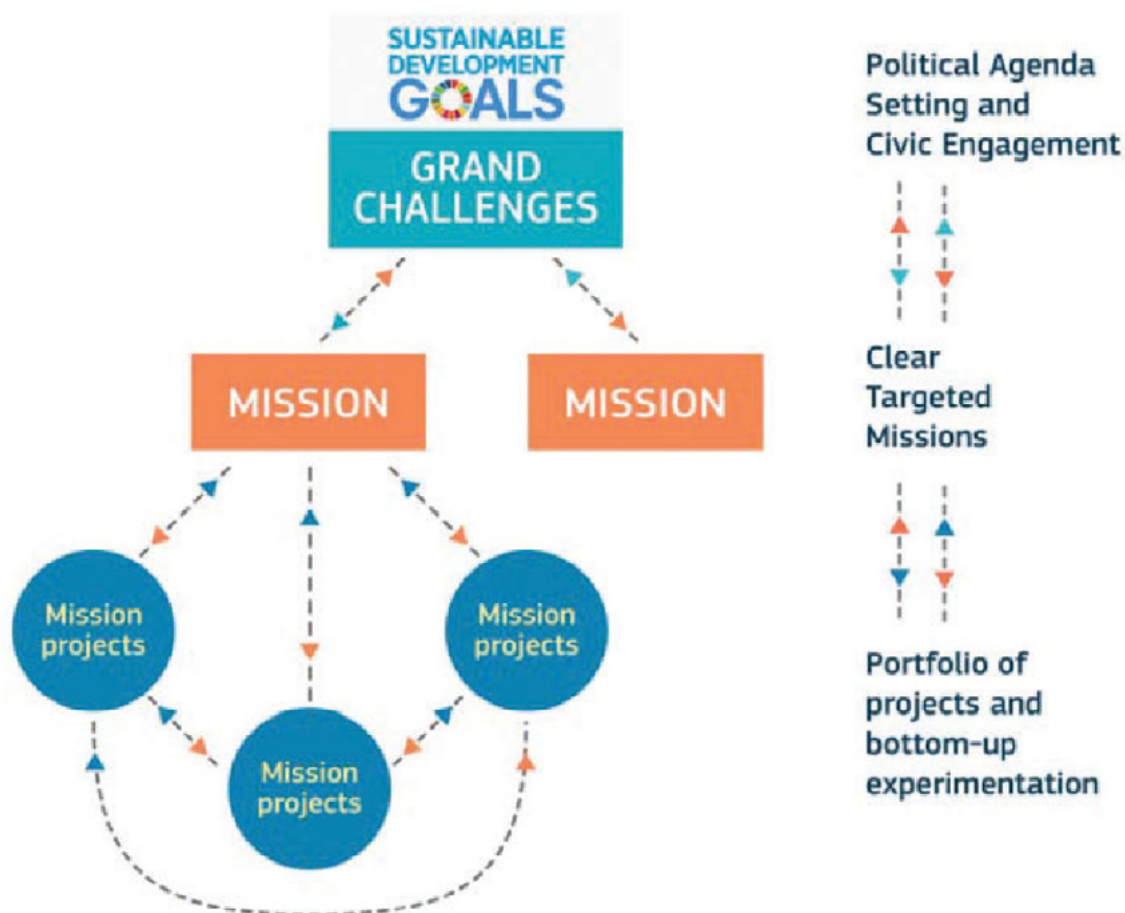 SUSTAINABLE
DEVELOPMENT
GOALS
GRAND
CHALLENGES
MISSION
MISSION
Mission
projects
Mission
projects
Mission
projects
Political Agenda
Setting and
Civic Engagement
Clear
Targeted
Missions
Portfolio of
projects and
bottom-up
experimentation